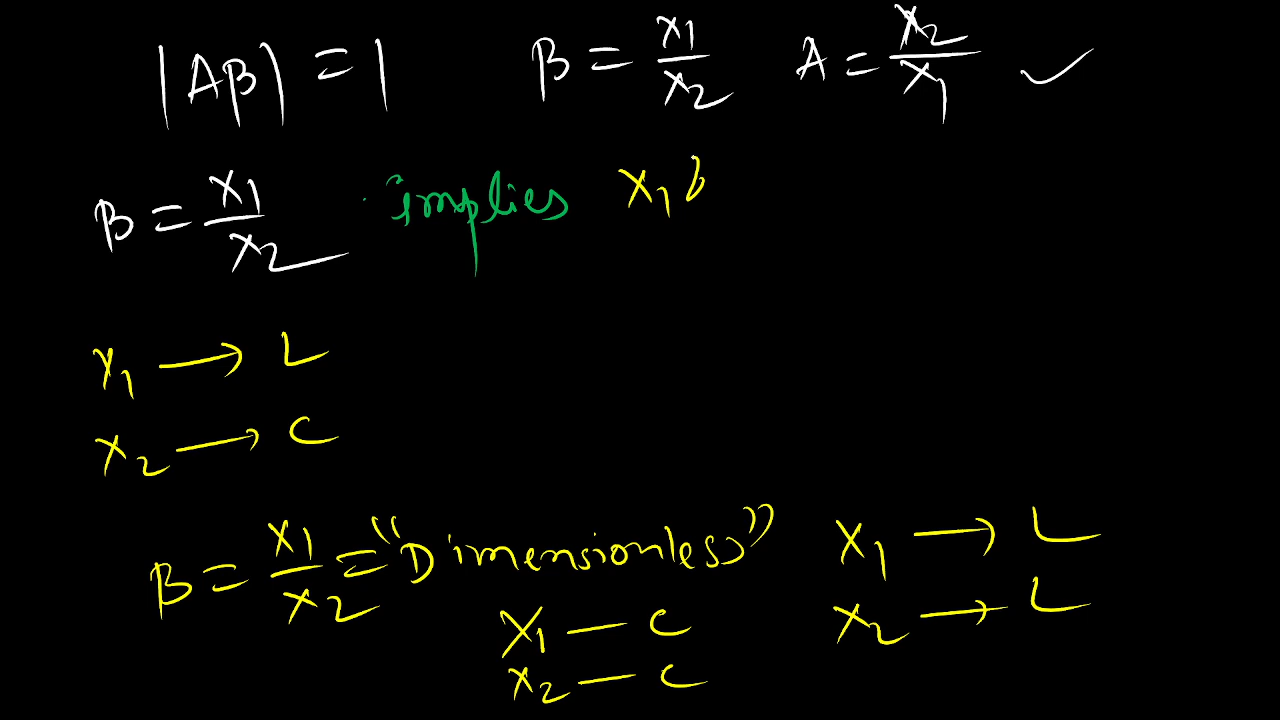 |AB| = 1 B = x1/x2 A = x2/x1 ✓
B = x1/x2 implies x1
x1 → L
x2 → C
B = x1/x2 = "Dimensionless" x1 → L
x2 → L
x1 — C
x2 — C